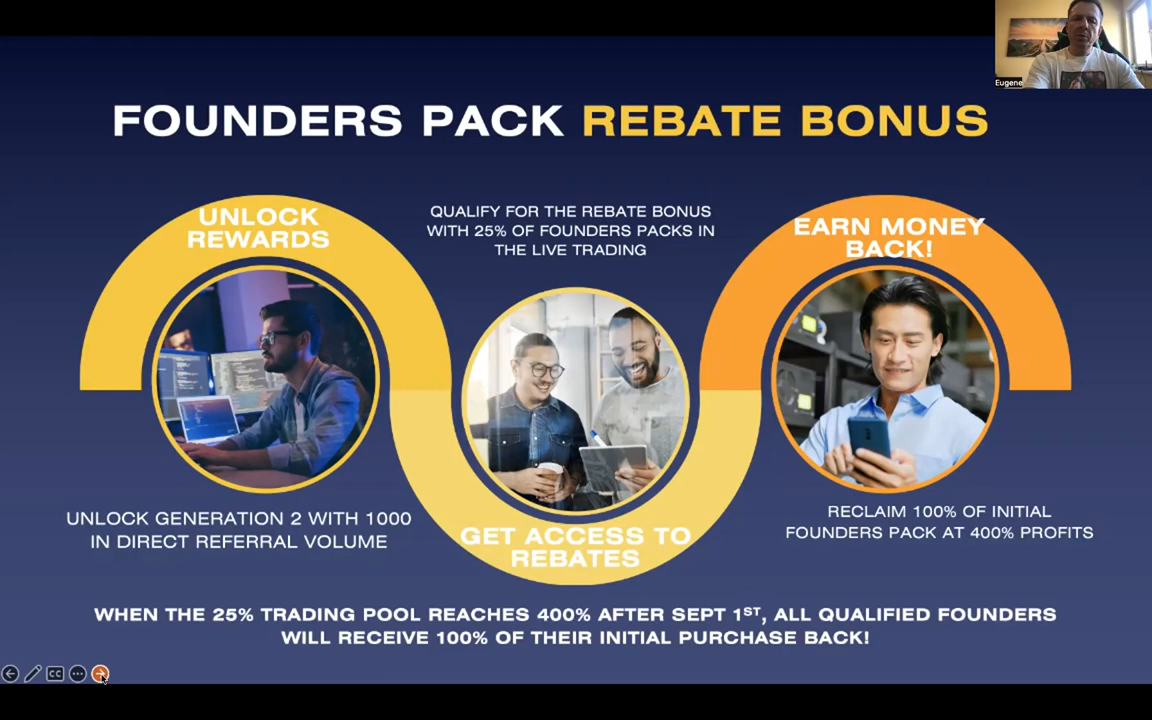 Eugene
FOUNDERS PACK REBATE BONUS
UNLOCK
REWARDS
UNLOCK GENERATION 2 WITH 1000
IN DIRECT REFERRAL VOLUME
QUALIFY FOR THE REBATE BONUS
WITH 25% OF FOUNDERS PACKS IN
THE LIVE TRADING
GET ACCESS TO
REBATES
EARN MONEY
BACK!
RECLAIM 100% OF INITIAL
FOUNDERS PACK AT 400% PROFITS
WHEN THE 25% TRADING POOL REACHES 400% AFTER SEPT 1ST, ALL QUALIFIED FOUNDERS
WILL RECEIVE 100% OF THEIR INITIAL PURCHASE BACK!
CC